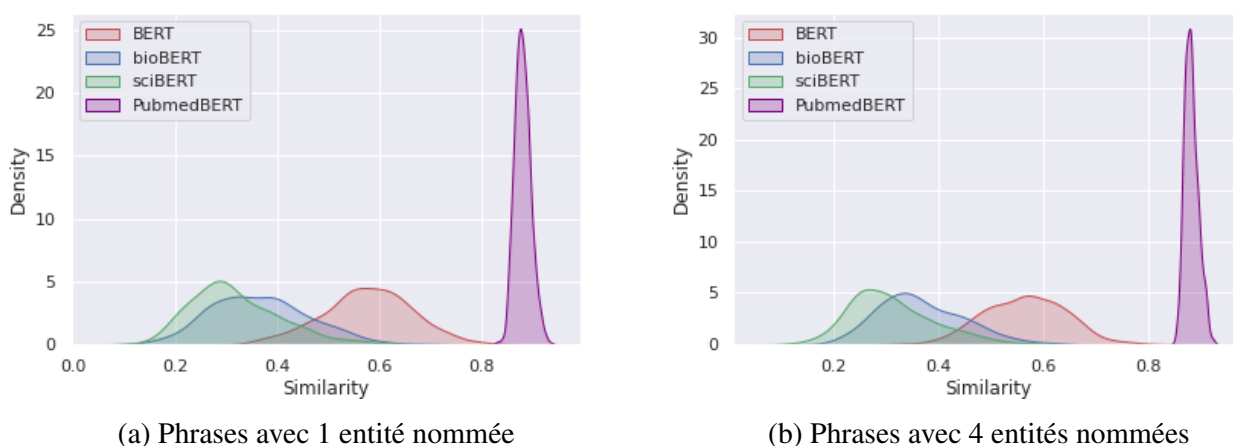 25
20
15
10
5
0
Density
BERT
bioBERT
sciBERT
PubmedBERT
0.0 0.2 0.4 0.6 0.8
Similarity
(a) Phrases avec 1 entité nommée
30
25
20
15
10
5
0
Density
BERT
bioBERT
sciBERT
PubmedBERT
0.2 0.4 0.6 0.8
Similarity
(b) Phrases avec 4 entités nommées